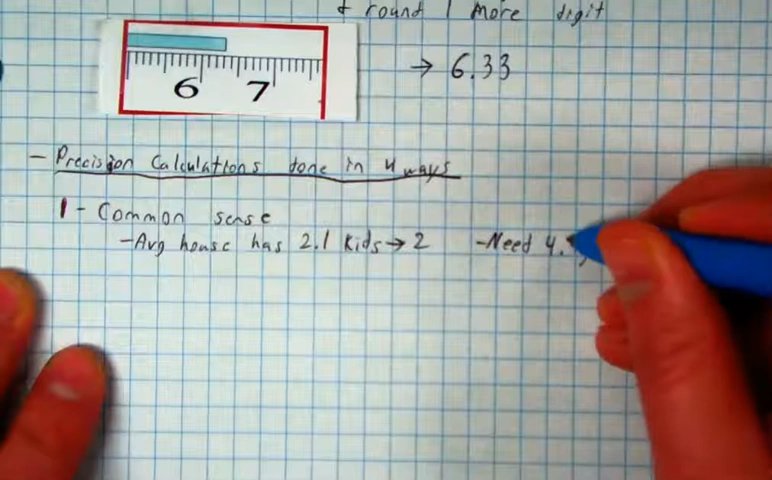 & round 1 more digit
6 7
→ 6.33
- Precision Calculations done in 4 ways
1 - Common sense
-Avg house has 2.1 kids → 2 -Need 4.